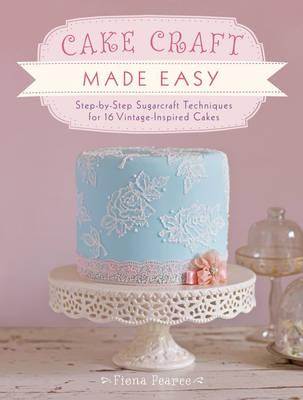 CAKE CRAFT
MADE EASY
Step-by-Step Sugarcraft Techniques
for 16 Vintage-Inspired Cakes
Fiona Pearce